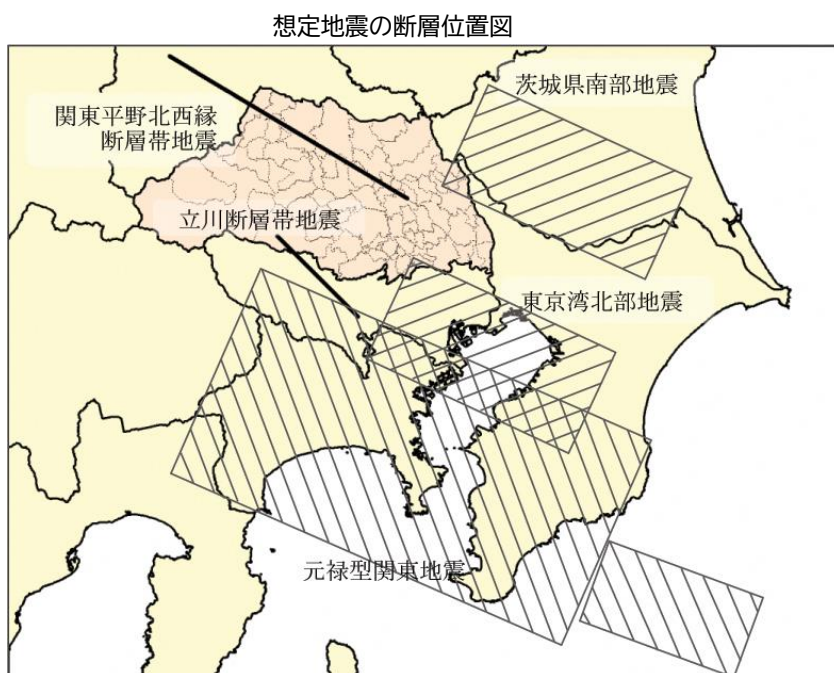 想定地震の断層位置図
茨城県南部地震
関東平野北西縁
断層帯地震
立川断層帯地震
東京湾北部地震
元禄型関東地震